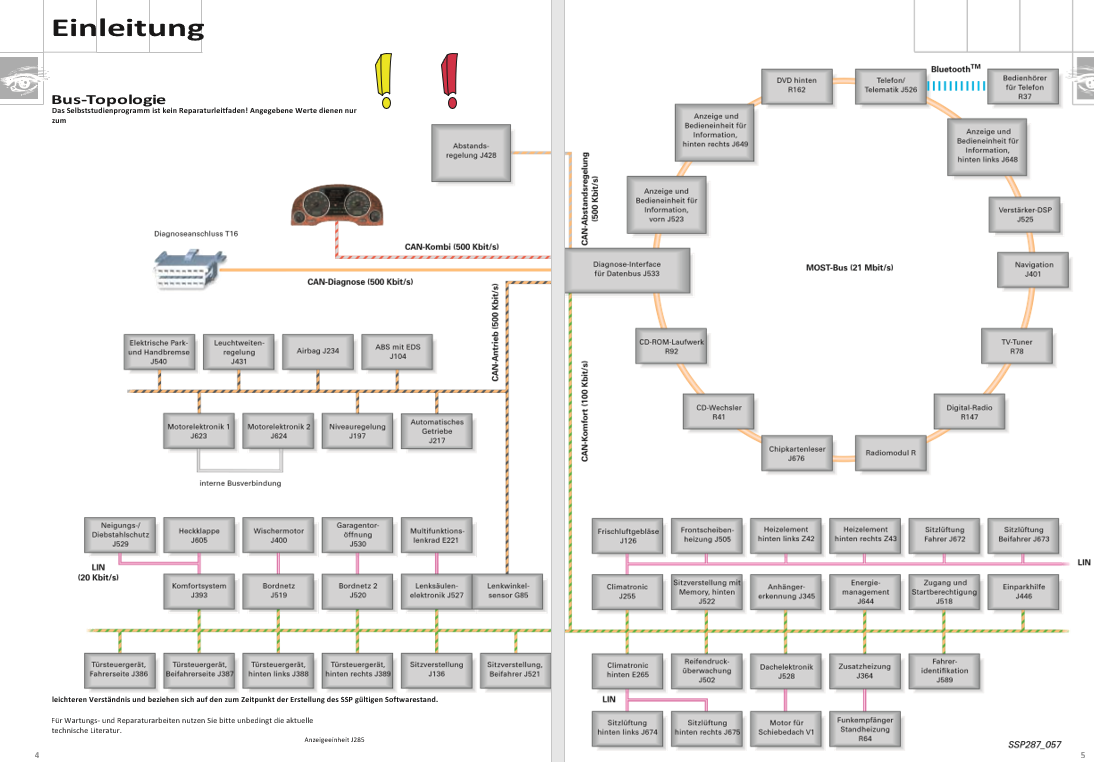 Einleitung
Bus-Topologie
Das Selbststudienprogramm ist kein Reparaturleitfaden! Angegebene Werte dienen nur
zum
Abstands-
regelung J428
Diagnoseanschluss T16
CAN-Kombi (500 Kbit/s)
CAN-Diagnose (500 Kbit/s)
CAN-Antrieb (500 Kbit/s)
Elektrische Park-
und Handbremse
J540
Leuchtweiten-
regelung
J431
Airbag J234
ABS mit EDS
J104
Motorelektronik 1
J623
Motorelektronik 2
J624
Niveauregelung
J197
Automatisches
Getriebe
J217
interne Busverbindung
Neigungs-/
Diebstahlschutz
J529
Heckklappe
J605
Wischermotor
J400
Garagentor-
öffnung
J530
Multifunktions-
lenkrad E221
LIN
(20 Kbit/s)
Komfortsystem
J393
Bordnetz
J519
Bordnetz 2
J520
Lenksäulen-
elektronik J527
Lenkwinkel-
sensor G85
Türsteuergerät,
Fahrerseite J386
Türsteuergerät,
Beifahrerseite J387
Türsteuergerät,
hinten links J388
Türsteuergerät,
hinten rechts J389
Sitzverstellung
J136
Sitzverstellung,
Beifahrer J521
leichteren Verständnis und beziehen sich auf den zum Zeitpunkt der Erstellung des SSP gültigen Softwarestand.
Für Wartungs- und Reparaturarbeiten nutzen Sie bitte unbedingt die aktuelle
technische Literatur.
Anzeigeeinheit J285
4
DVD hinten
R162
Telefon/
Telematik J526
Bluetooth™
Bedienhörer
für Telefon
R37
Anzeige und
Bedieneinheit für
Information,
hinten rechts J649
Anzeige und
Bedieneinheit für
Information,
hinten links J648
CAN-Abstandsregelung
(500 Kbit/s)
Anzeige und
Bedieneinheit für
Information,
vorn J523
Verstärker-DSP
J525
Diagnose-Interface
für Datenbus J533
MOST-Bus (21 Mbit/s)
Navigation
J401
CD-ROM-Laufwerk
R92
TV-Tuner
R78
CAN-Komfort (100 Kbit/s)
CD-Wechsler
R41
Digital-Radio
R147
Chipkartenleser
J676
Radiomodul R
Frischluftgebläse
J126
Frontscheiben-
heizung J505
Heizelement
hinten links Z42
Heizelement
hinten rechts Z43
Sitzlüftung
Fahrer J672
Sitzlüftung
Beifahrer J673
LIN
Climatronic
J255
Sitzverstellung mit
Memory, hinten
J522
Anhänger-
erkennung J345
Energie-
management
J644
Zugang und
Startberechtigung
J518
Einparkhilfe
J446
Climatronic
hinten E265
Reifendruck-
überwachung
J502
Dachelektronik
J528
Zusatzheizung
J364
Fahrer-
identifikation
J589
LIN
Sitzlüftung
hinten links J674
Sitzlüftung
hinten rechts J675
Motor für
Schiebedach V1
Funkempfänger
Standheizung
R64
SSP287_057
5